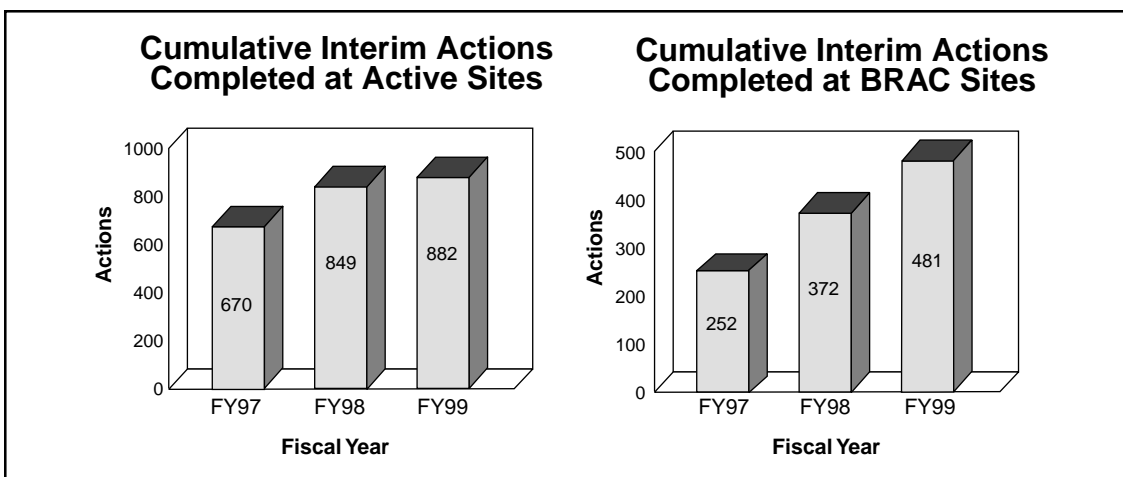 Cumulative Interim Actions
Completed at Active Sites
1000
800
600
400
200
0
Actions
670
849
882
FY97
FY98
FY99
Fiscal Year
Cumulative Interim Actions
Completed at BRAC Sites
500
400
300
200
100
0
Actions
252
372
481
FY97
FY98
FY99
Fiscal Year